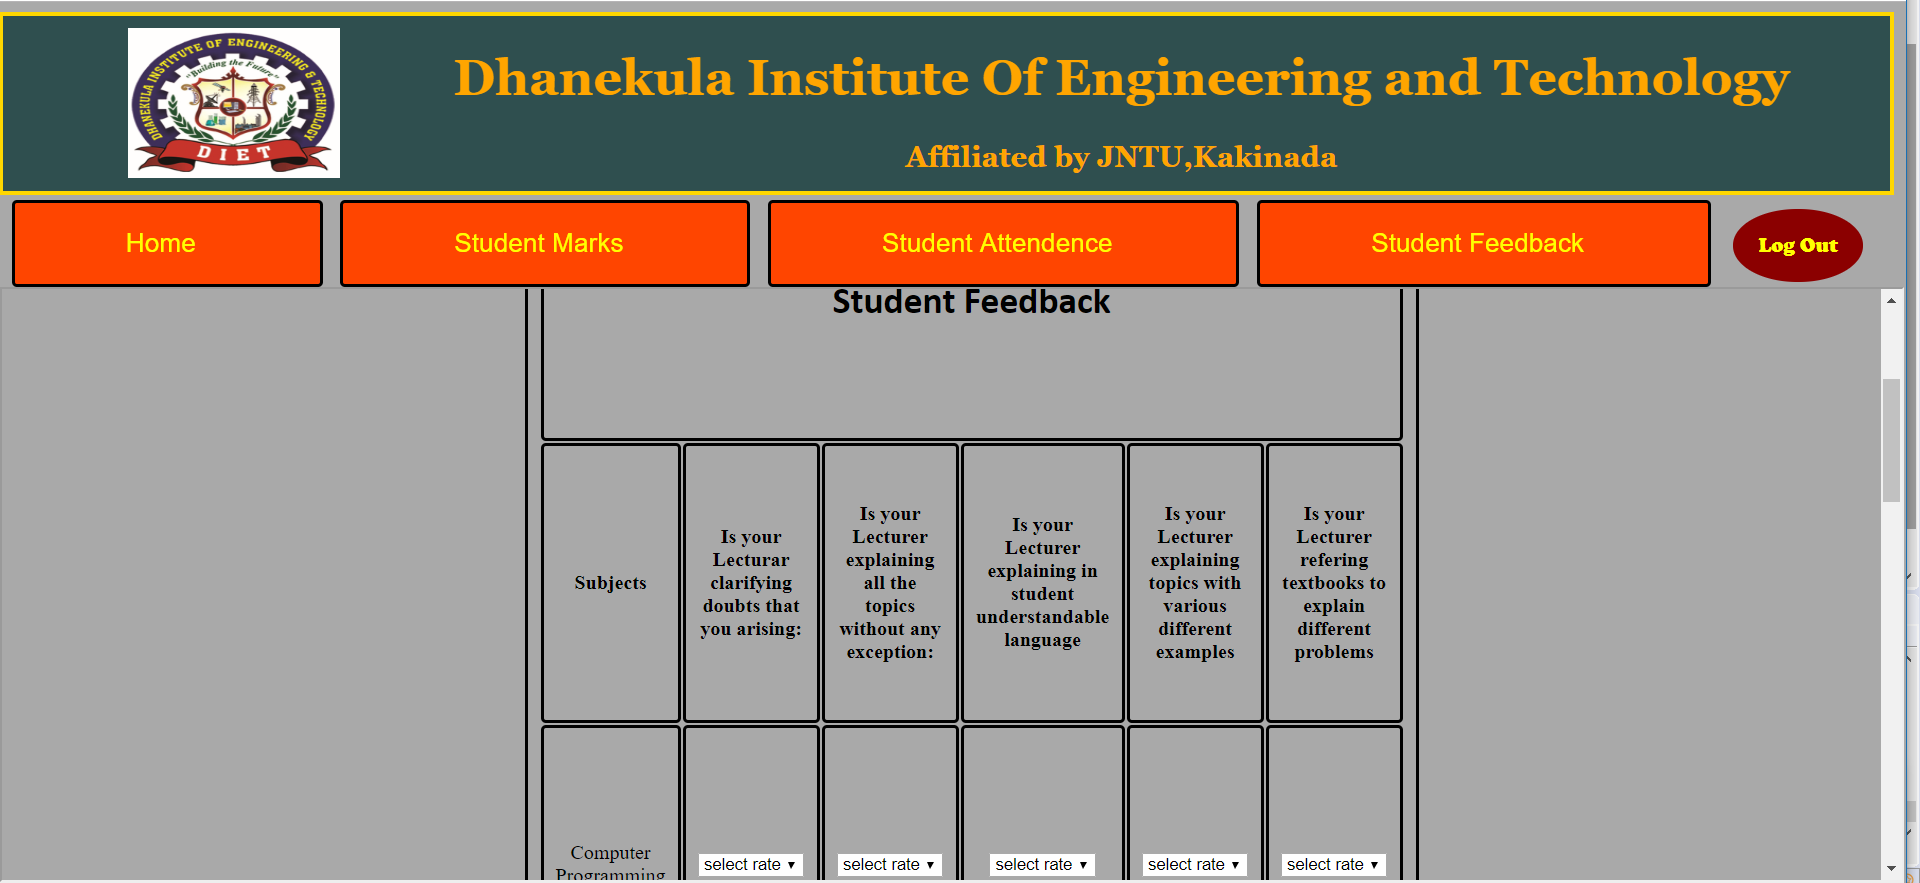 DHANEKULA INSTITUTE OF ENGINEERING & TECHNOLOGY
"Building the Future"
DIET
Dhanekula Institute Of Engineering and Technology
Affiliated by JNTU,Kakinada
Home
Student Marks
Student Attendence
Student Feedback
Log Out
Student Feedback
Subjects
Is your
Lecturar
clarifying
doubts that
you arising:
Is your
Lecturer
explaining
all the
topics
without any
exception:
Is your
Lecturer
explaining in
student
understandable
language
Is your
Lecturer
explaining
topics with
various
different
examples
Is your
Lecturer
refering
textbooks to
explain
different
problems
Computer
Programming
select rate
select rate
select rate
select rate
select rate